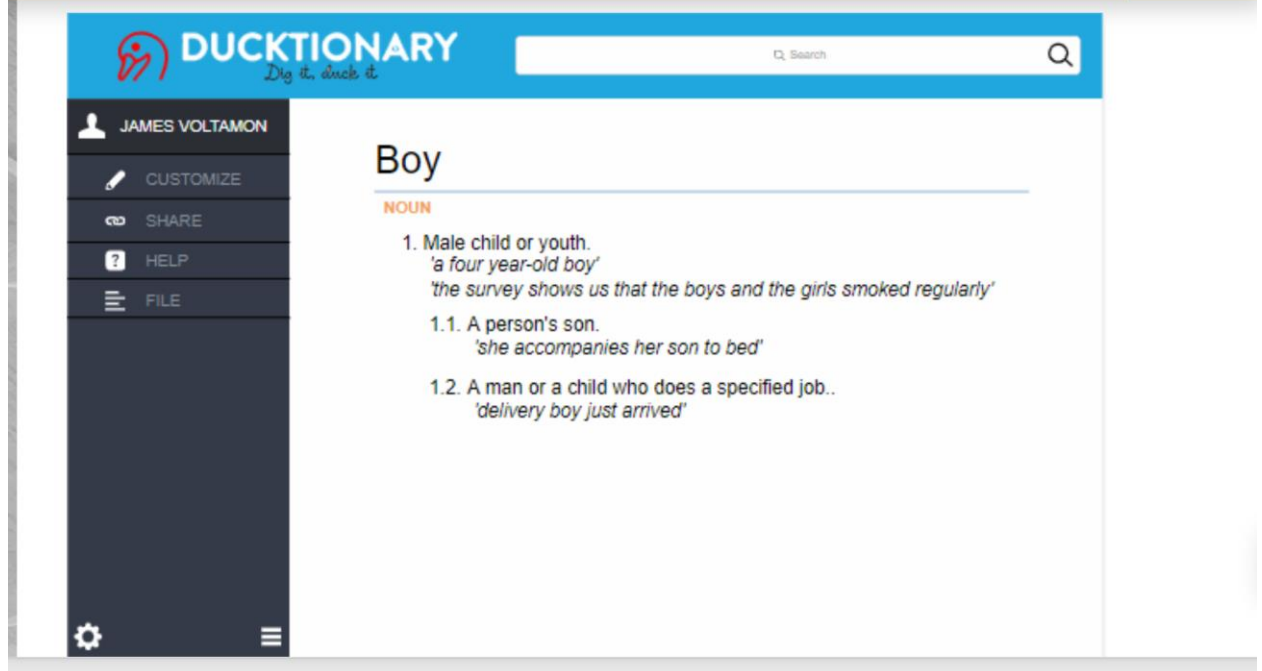 DUCKTIONARY
Dig it, duck it
Search
JAMES VOLTAMON
CUSTOMIZE
SHARE
HELP
FILE
Boy
NOUN
1. Male child or youth.
'a four year-old boy'
'the survey shows us that the boys and the girls smoked regularly'
1.1. A person's son.
'she accompanies her son to bed'
1.2. A man or a child who does a specified job..
'delivery boy just arrived'